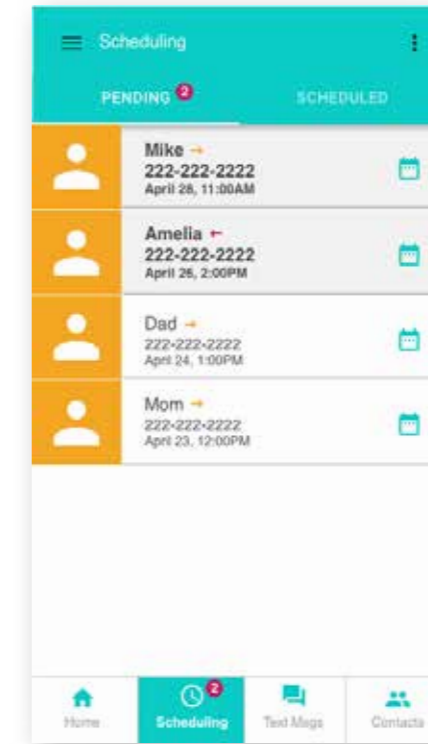 Scheduling
PENDING 2
SCHEDULED
Mike →
222-222-2222
April 28, 11:00AM
Amelia ←
222-222-2222
April 26, 2:00PM
Dad →
222-222-2222
April 24, 1:00PM
Mom →
222-222-2222
April 23, 12:00PM
2
Home
Scheduling
Text Msgs
Contacts